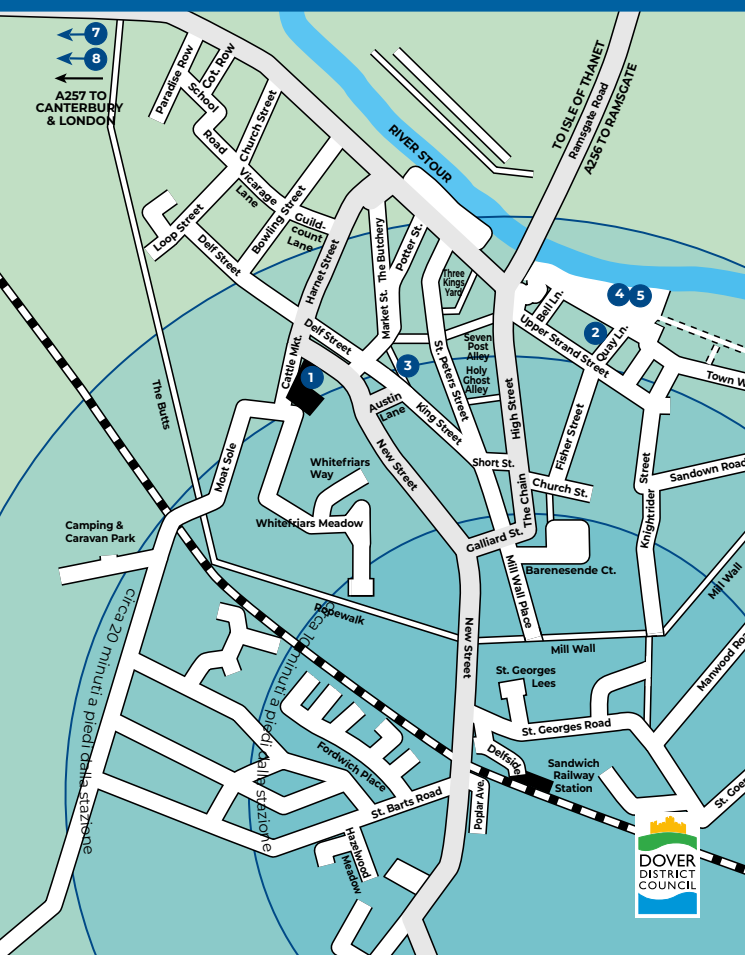 7
8
A257 TO
CANTERBURY
& LONDON
Paradise Row
Got. Row
School
Road
Church Street
Vicarage
Lane
Bowling Street
Guild-
count
Lane
Loop Street
Delf Street
Harnet Street
The Butchery
Potter St.
Market St.
RIVER STOUR
TO ISLE OF THANET
Ramsgate Road
A256 TO RAMSGATE
Three
Kings
Yard
4
5
2
Bell Ln.
Quay Ln.
Upper Strand Street
Town W
Delf Street
Cattle Mkt.
1
3
Seven
Post
Alley
Holy
Ghost
Alley
St. Peters Street
High Street
Austin
Lane
King Street
New Street
Fisher Street
Short St.
Church St.
The Chain
Knightrider
Street
Sandown Road
The Butts
Moat Sole
Whitefriars
Way
Whitefriars Meadow
Galliard St.
Mill Wall Place
Barenesende Ct.
Camping &
Caravan Park
Ropewalk
Mill Wall
Mill Wall
New Street
St. Georges
Lees
St. Georges Road
Manwood Ro
Delfside
Sandwich
Railway
Station
St. Geo
Poplar Ave.
Fordwich Place
St. Barts Road
Hazelwood
Meadow
circa 20 minuti a piedi dalla stazione
circa 10 minuti a piedi dalla stazione
DOVER
DISTRICT
COUNCIL